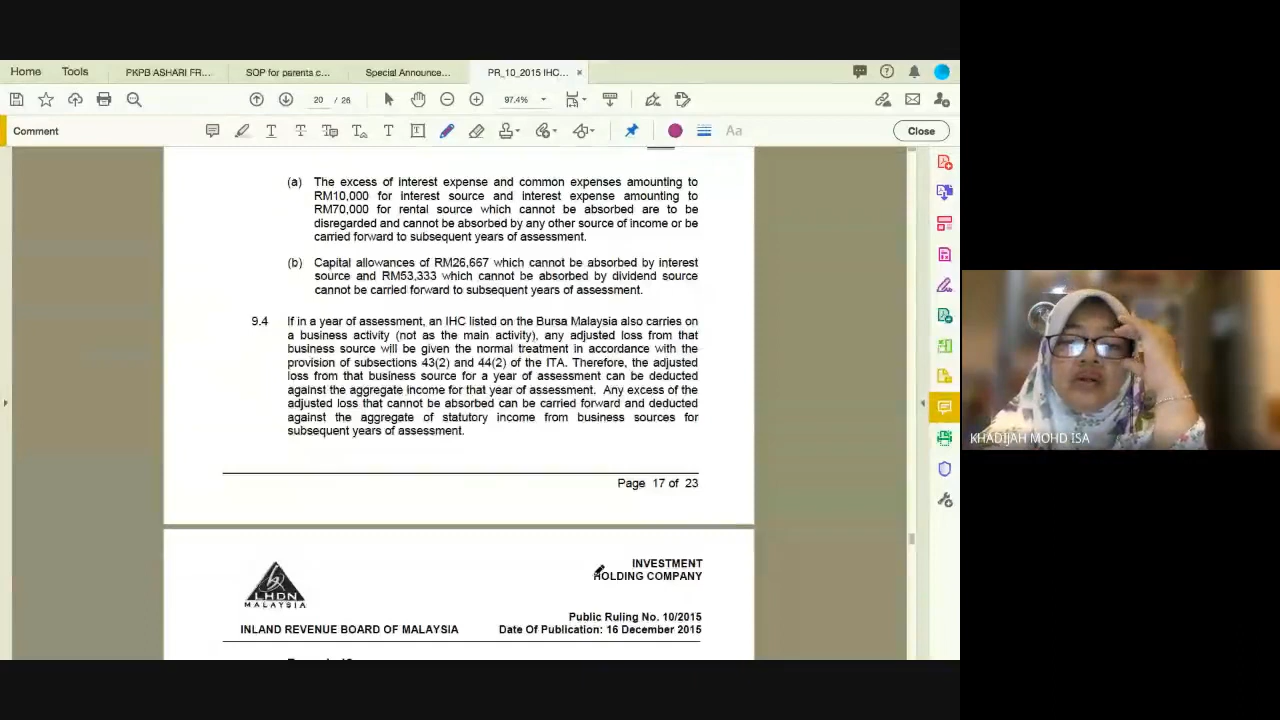 Home
Tools
PKPB ASHARI FR...
SOP for parents c...
Special Announce...
PR_10_2015 IHC...
20 / 26
97.4%
Comment
Aa
Close
(a) The excess of interest expense and common expenses amounting to
RM10,000 for interest source and interest expense amounting to
RM70,000 for rental source which cannot be absorbed are to be
disregarded and cannot be absorbed by any other source of income or be
carried forward to subsequent years of assessment.
(b) Capital allowances of RM26,667 which cannot be absorbed by interest
source and RM53,333 which cannot be absorbed by dividend source
cannot be carried forward to subsequent years of assessment.
9.4 If in a year of assessment, an IHC listed on the Bursa Malaysia also carries on
a business activity (not as the main activity), any adjusted loss from that
business source will be given the normal treatment in accordance with the
provision of subsections 43(2) and 44(2) of the ITA. Therefore, the adjusted
loss from that business source for a year of assessment can be deducted
against the aggregate income for that year of assessment. Any excess of the
adjusted loss that cannot be absorbed can be carried forward and deducted
against the aggregate of statutory income from business sources for
subsequent years of assessment.
Page 17 of 23
INVESTMENT
HOLDING COMPANY
LHDN
MALAYSIA
Public Ruling No. 10/2015
INLAND REVENUE BOARD OF MALAYSIA
Date Of Publication: 16 December 2015
KHADIJAH MOHD ISA